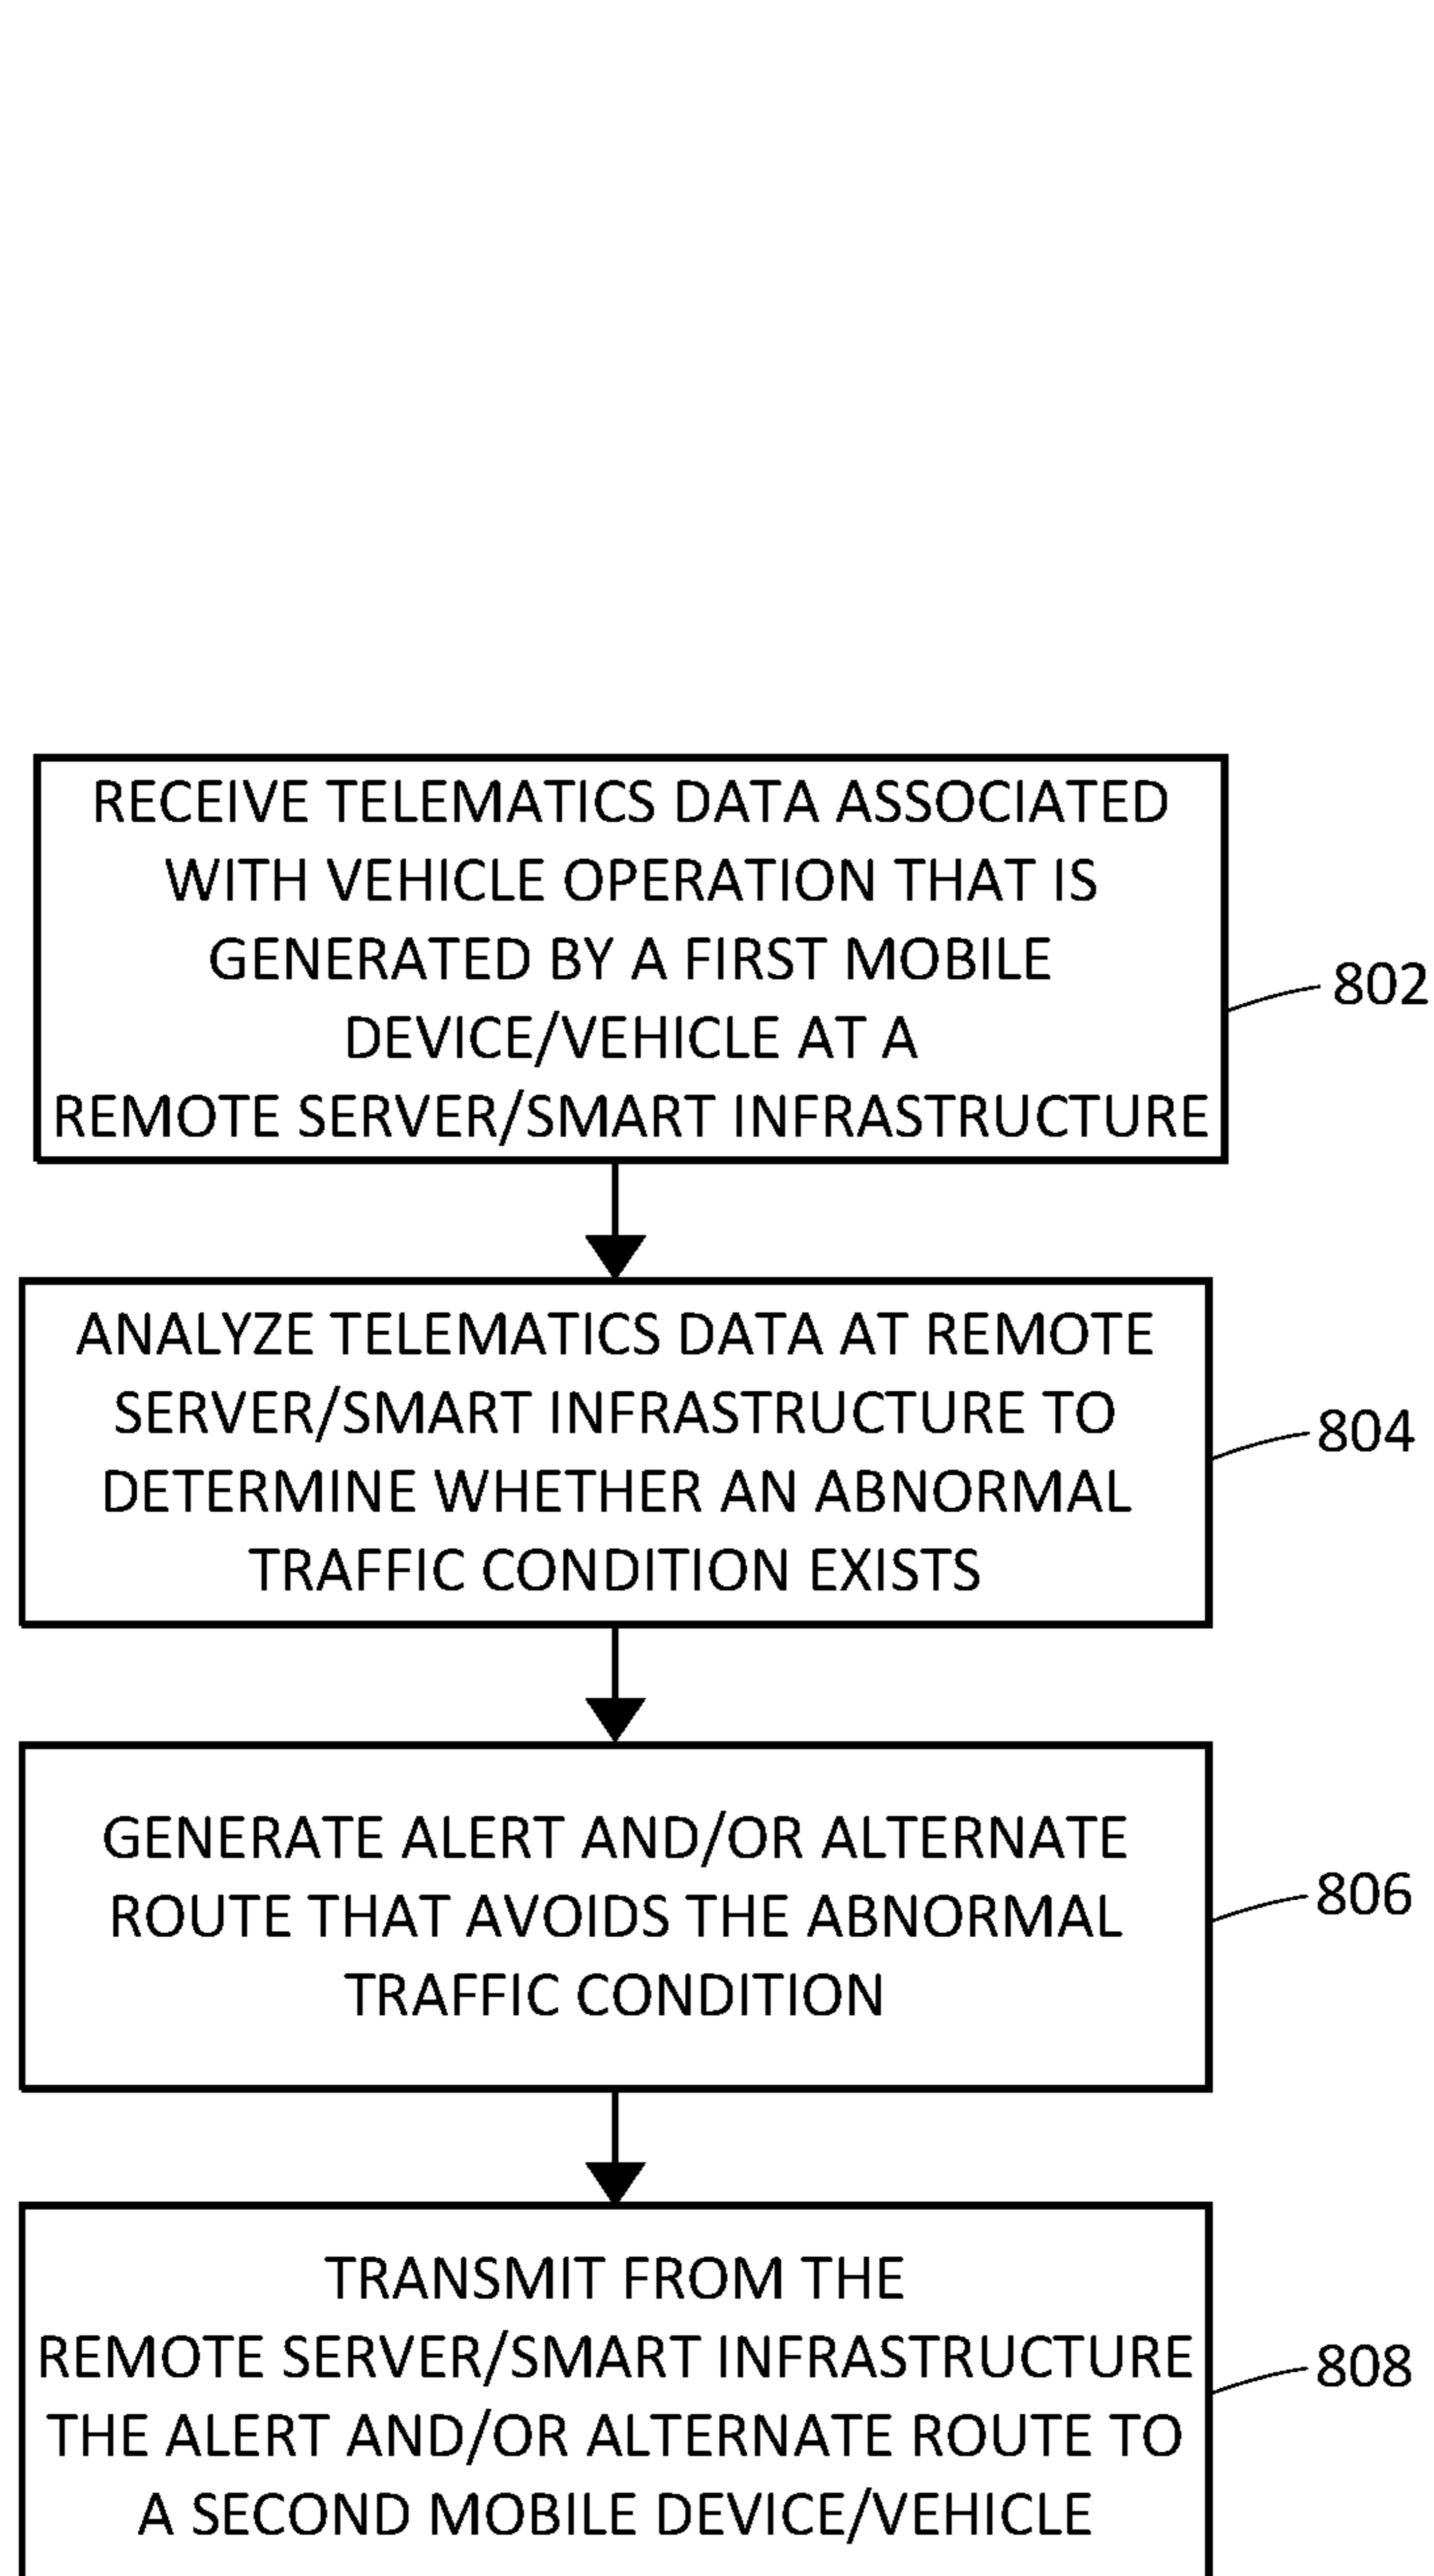 RECEIVE TELEMATICS DATA ASSOCIATED
WITH VEHICLE OPERATION THAT IS
GENERATED BY A FIRST MOBILE
DEVICE/VEHICLE AT A
REMOTE SERVER/SMART INFRASTRUCTURE
802
ANALYZE TELEMATICS DATA AT REMOTE
SERVER/SMART INFRASTRUCTURE TO
DETERMINE WHETHER AN ABNORMAL
TRAFFIC CONDITION EXISTS
804
GENERATE ALERT AND/OR ALTERNATE
ROUTE THAT AVOIDS THE ABNORMAL
TRAFFIC CONDITION
806
TRANSMIT FROM THE
REMOTE SERVER/SMART INFRASTRUCTURE
THE ALERT AND/OR ALTERNATE ROUTE TO
A SECOND MOBILE DEVICE/VEHICLE
808